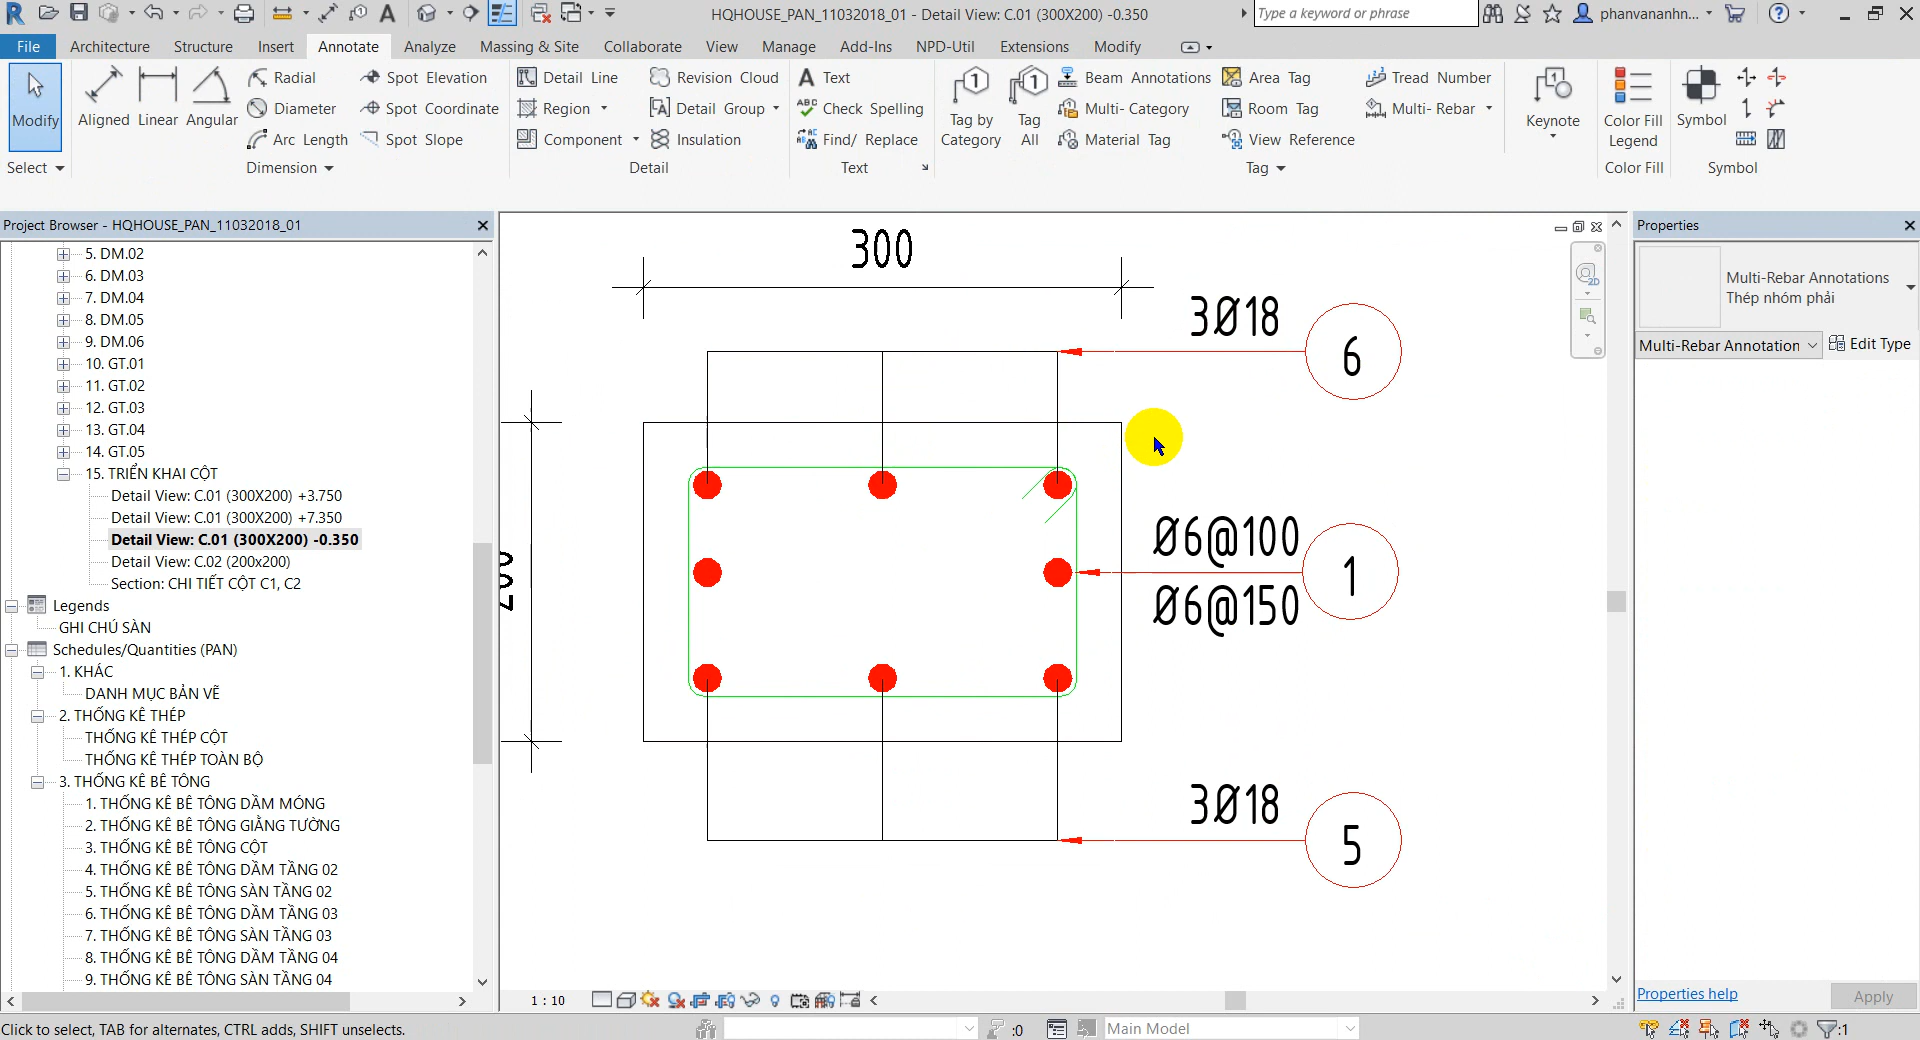 HQHOUSE_PAN_11032018_01 - Detail View: C.01 (300X200) -0.350
Type a keyword or phrase
phanvananhn...
File Architecture Structure Insert Annotate Analyze Massing & Site Collaborate View Manage Add-Ins NPD-Util Extensions Modify
Modify
Select
Aligned
Linear
Angular
Radial
Diameter
Arc Length
Spot Elevation
Spot Coordinate
Spot Slope
Dimension
Detail Line
Region
Component
Revision Cloud
Detail Group
Insulation
Detail
Text
Check Spelling
Find/ Replace
Text
Tag by
Category
Tag
All
Beam Annotations
Multi- Category
Material Tag
Area Tag
Room Tag
View Reference
Tread Number
Multi- Rebar
Tag
Keynote
Color Fill
Legend
Color Fill
Symbol
Symbol
Project Browser - HQHOUSE_PAN_11032018_01
5. DM.02
6. DM.03
7. DM.04
8. DM.05
9. DM.06
10. GT.01
11. GT.02
12. GT.03
13. GT.04
14. GT.05
15. TRIỂN KHAI CỘT
Detail View: C.01 (300X200) +3.750
Detail View: C.01 (300X200) +7.350
Detail View: C.01 (300X200) -0.350
Detail View: C.02 (200x200)
Section: CHI TIẾT CỘT C1, C2
Legends
GHI CHÚ SÀN
Schedules/Quantities (PAN)
1. KHÁC
DANH MỤC BẢN VẼ
2. THỐNG KÊ THÉP
THỐNG KÊ THÉP CỘT
THỐNG KÊ THÉP TOÀN BỘ
3. THỐNG KÊ BÊ TÔNG
1. THỐNG KÊ BÊ TÔNG DẦM MÓNG
2. THỐNG KÊ BÊ TÔNG GIẰNG TƯỜNG
3. THỐNG KÊ BÊ TÔNG CỘT
4. THỐNG KÊ BÊ TÔNG DẦM TẦNG 02
5. THỐNG KÊ BÊ TÔNG SÀN TẦNG 02
6. THỐNG KÊ BÊ TÔNG DẦM TẦNG 03
7. THỐNG KÊ BÊ TÔNG SÀN TẦNG 03
8. THỐNG KÊ BÊ TÔNG DẦM TẦNG 04
9. THỐNG KÊ BÊ TÔNG SÀN TẦNG 04
300
3Ø18
6
200
Ø6@100
1
Ø6@150
3Ø18
5
1 : 10
Properties
Multi-Rebar Annotations
Thép nhóm phải
Multi-Rebar Annotation
Edit Type
Properties help
Apply
Click to select, TAB for alternates, CTRL adds, SHIFT unselects.
:0
Main Model
:1